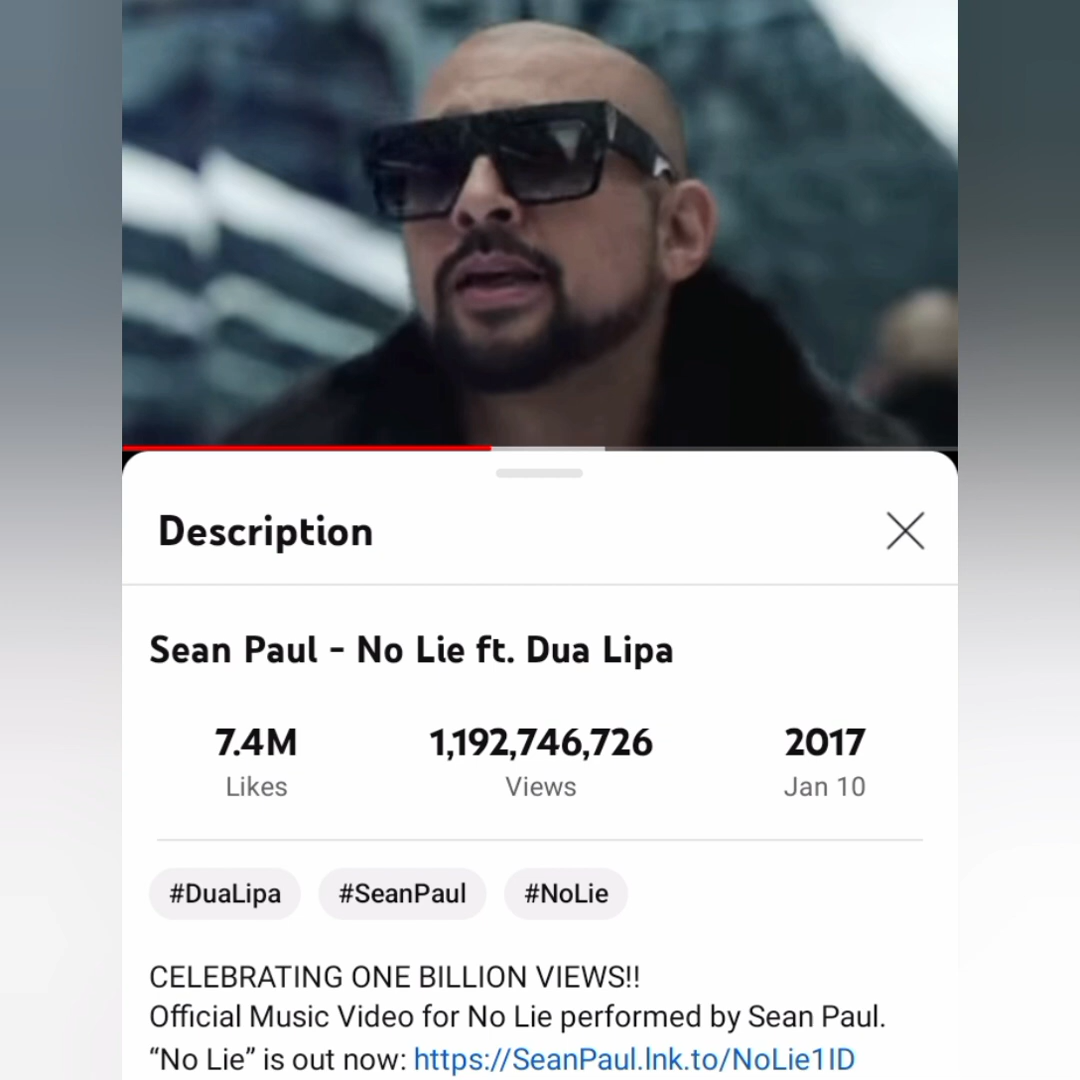 Description
Sean Paul - No Lie ft. Dua Lipa
7.4M 1,192,746,726 2017
Likes Views Jan 10
#DuaLipa #SeanPaul #NoLie
CELEBRATING ONE BILLION VIEWS!!
Official Music Video for No Lie performed by Sean Paul.
“No Lie” is out now: https://SeanPaul.lnk.to/NoLie1ID